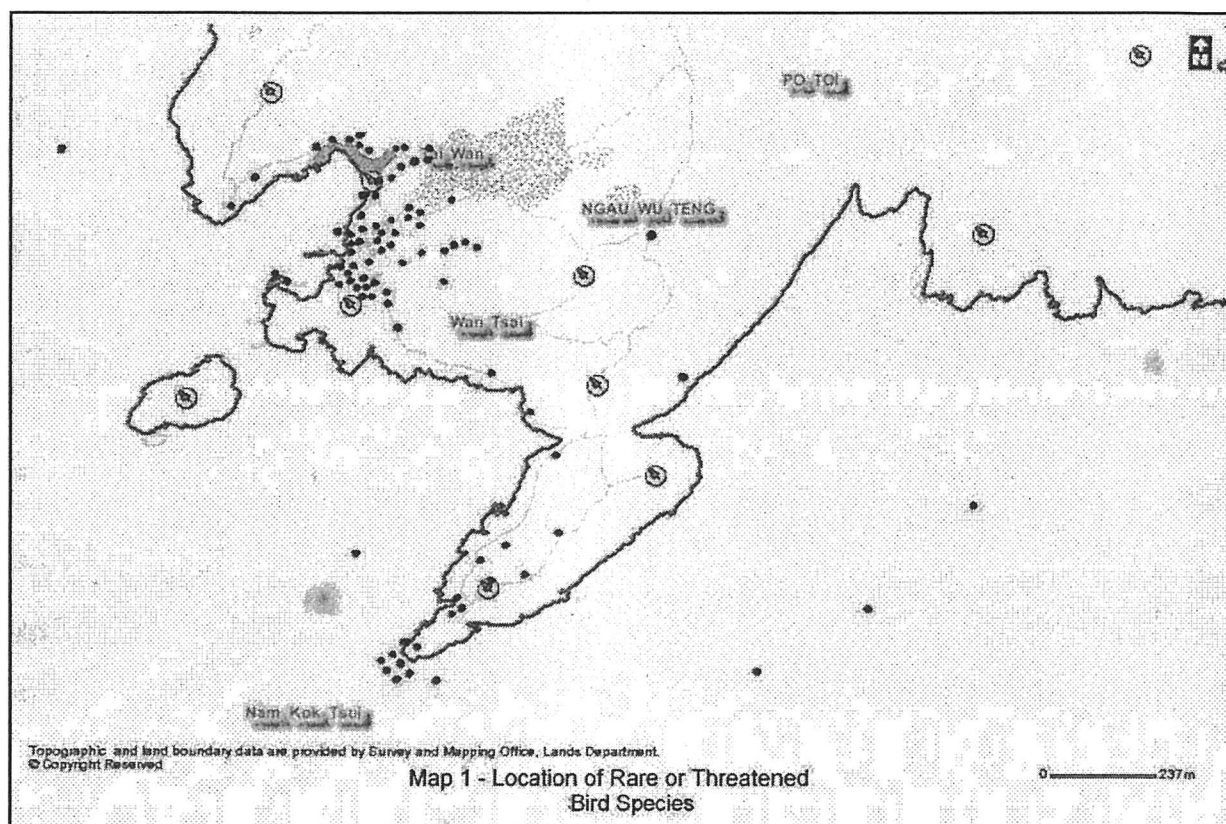 PO TOI
N
Tai Wan
NGAU WU TENG
Wan Tsai
Nam Kok Tsui
Topographic and land boundary data are provided by Survey and Mapping Office, Lands Department.
© Copyright Reserved
0 237m
Map 1 - Location of Rare or Threatened
Bird Species